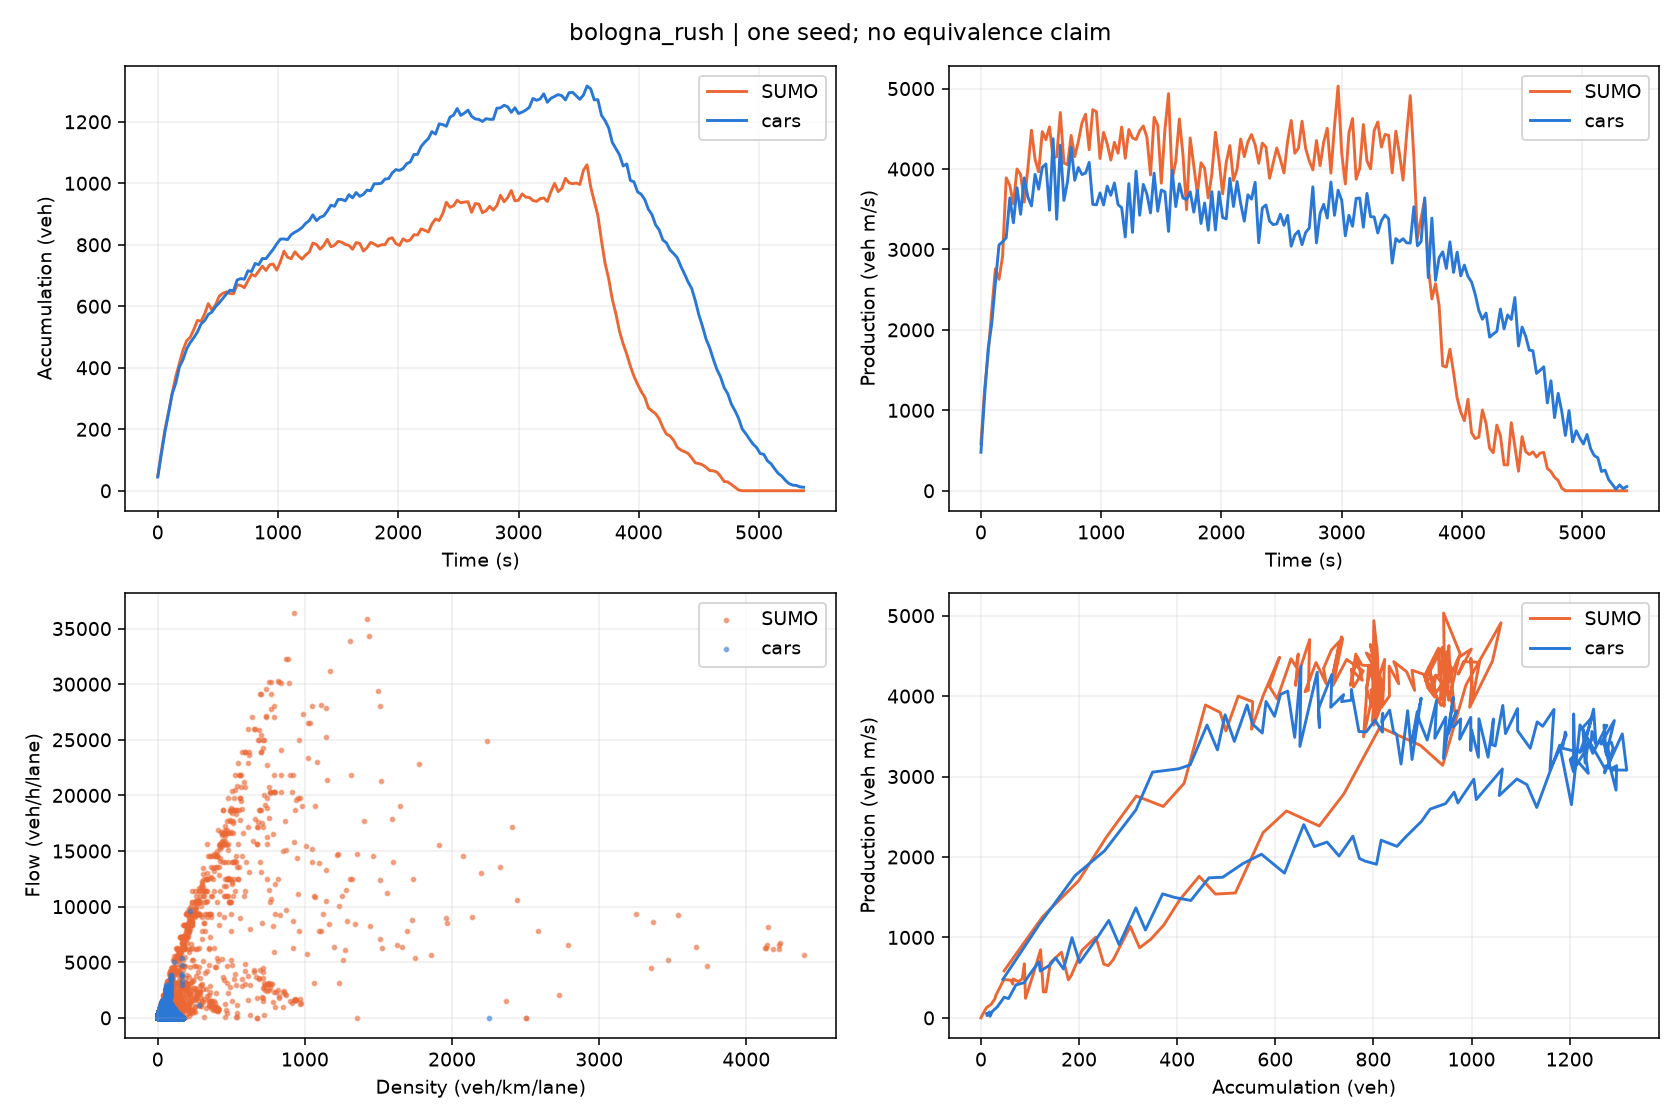 bologna_rush | one seed; no equivalence claim
SUMO
cars
Accumulation (veh)
0
200
400
600
800
1000
1200
0 1000 2000 3000 4000 5000
Time (s)
SUMO
cars
Production (veh m/s)
0
1000
2000
3000
4000
5000
0 1000 2000 3000 4000 5000
Time (s)
SUMO
cars
Flow (veh/h/lane)
0
5000
10000
15000
20000
25000
30000
35000
0 1000 2000 3000 4000
Density (veh/km/lane)
SUMO
cars
Production (veh m/s)
0
1000
2000
3000
4000
5000
0 200 400 600 800 1000 1200
Accumulation (veh)